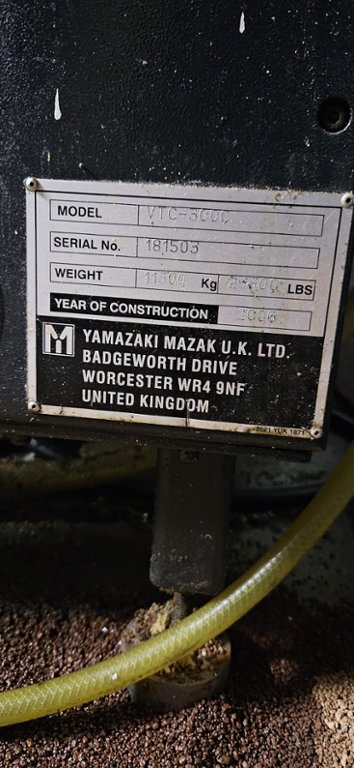 MODEL VTC-300C
SERIAL No. 181503
WEIGHT Kg LBS
YEAR OF CONSTRUCTION 2006
YAMAZAKI MAZAK U.K. LTD.
BADGEWORTH DRIVE
WORCESTER WR4 9NF
UNITED KINGDOM